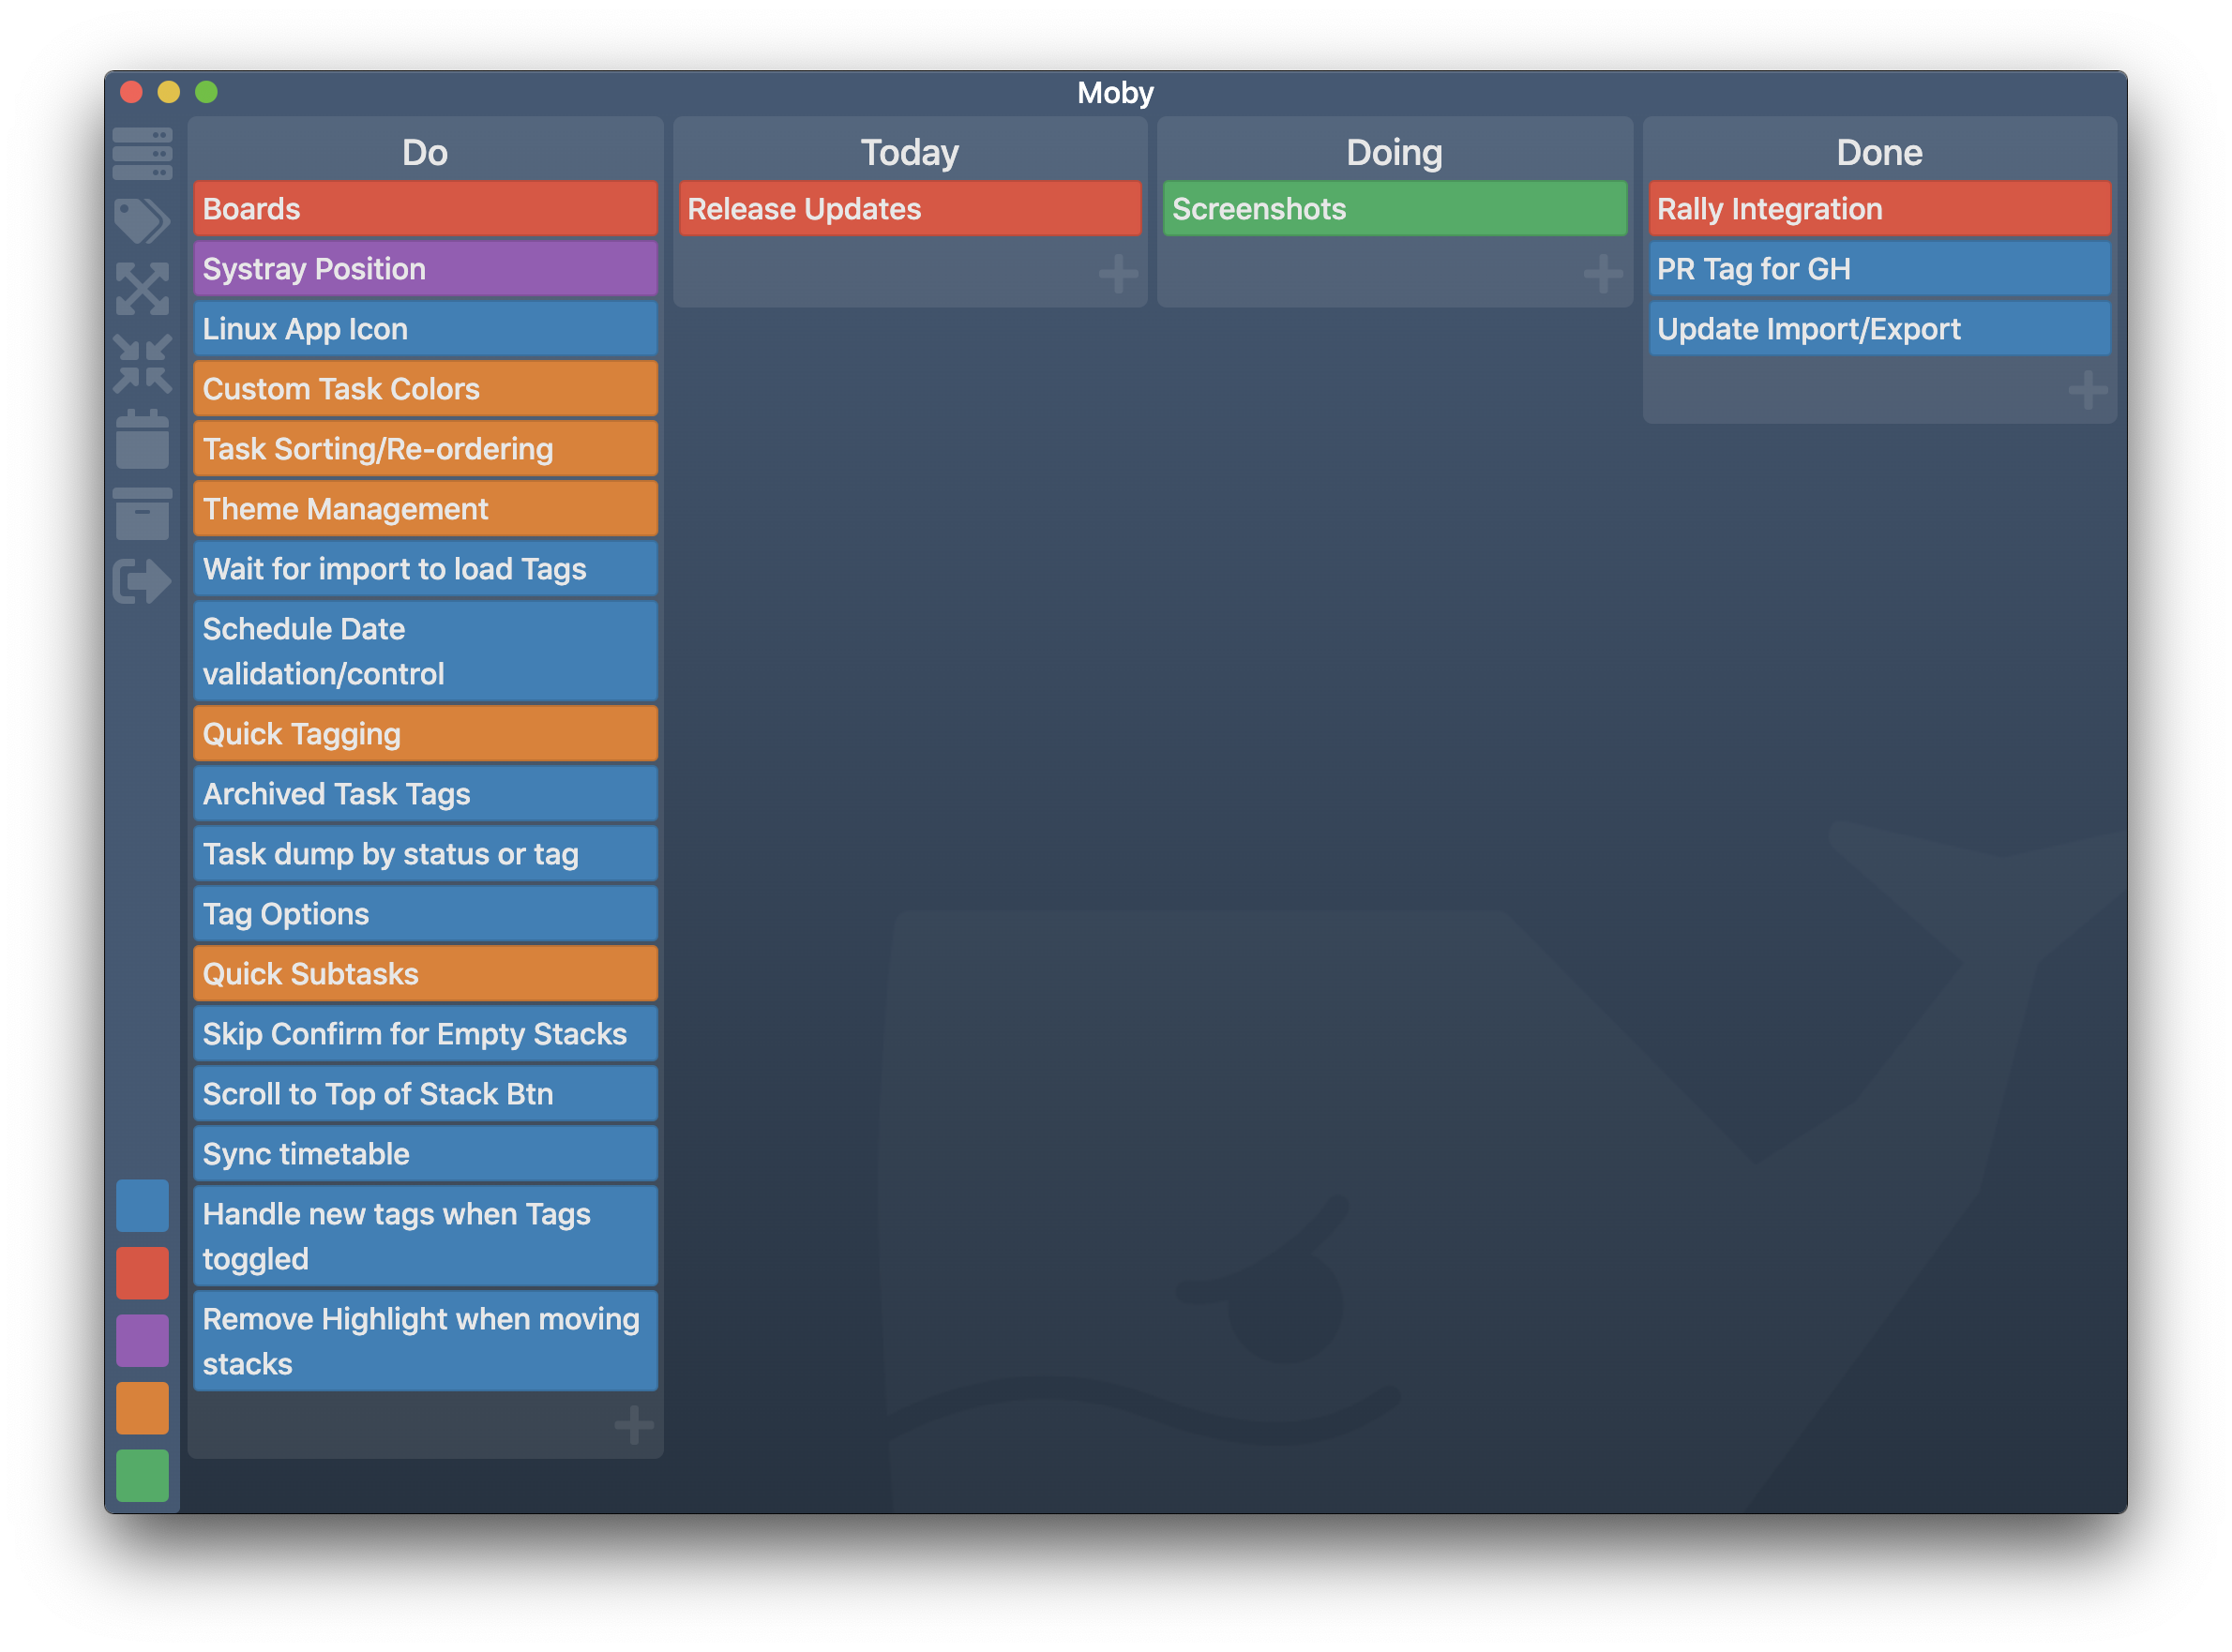 Moby
Do
Boards
Systray Position
Linux App Icon
Custom Task Colors
Task Sorting/Re-ordering
Theme Management
Wait for import to load Tags
Schedule Date
validation/control
Quick Tagging
Archived Task Tags
Task dump by status or tag
Tag Options
Quick Subtasks
Skip Confirm for Empty Stacks
Scroll to Top of Stack Btn
Sync timetable
Handle new tags when Tags
toggled
Remove Highlight when moving
stacks
Today
Release Updates
Doing
Screenshots
Done
Rally Integration
PR Tag for GH
Update Import/Export